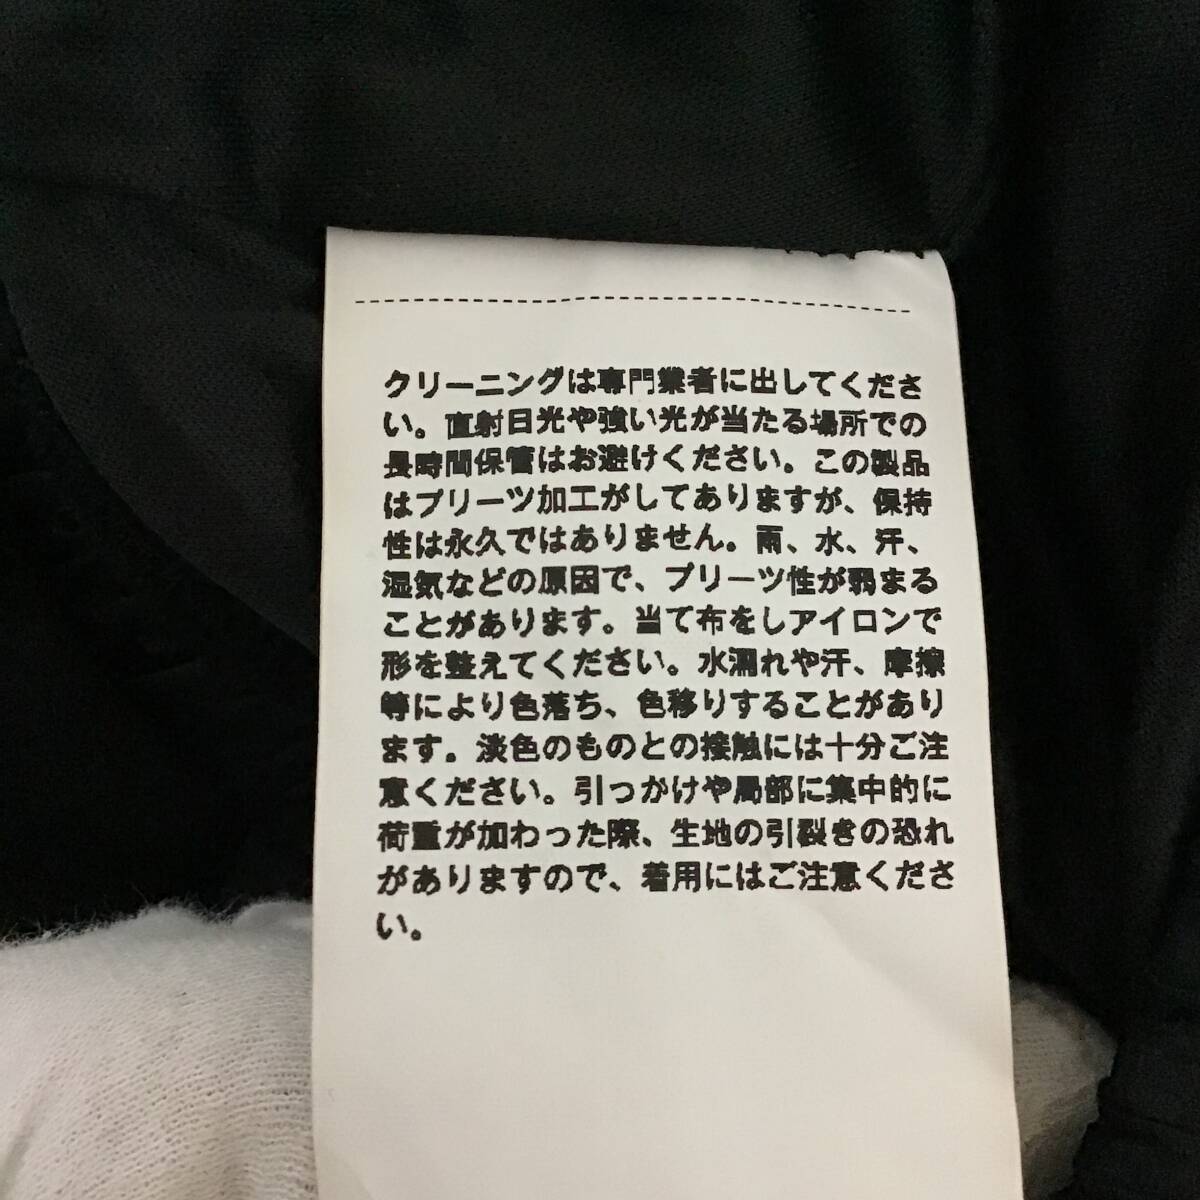 クリーニングは専門業者に出してくださ
い。直射日光や強い光が当たる場所での
長時間保管はお避けください。この製品
はプリーツ加工がしてありますが、保持
性は永久ではありません。雨、水、汗、
湿気などの原因で、プリーツ性が弱まる
ことがあります。当て布をしアイロンで
形を整えてください。水濡れや汗、摩擦
等により色落ち、色移りすることがあり
ます。淡色のものとの接触には十分ご注
意ください。引っかけや局部に集中的に
荷重が加わった際、生地の引裂きの恐れ
がありますので、着用にはご注意くださ
い。